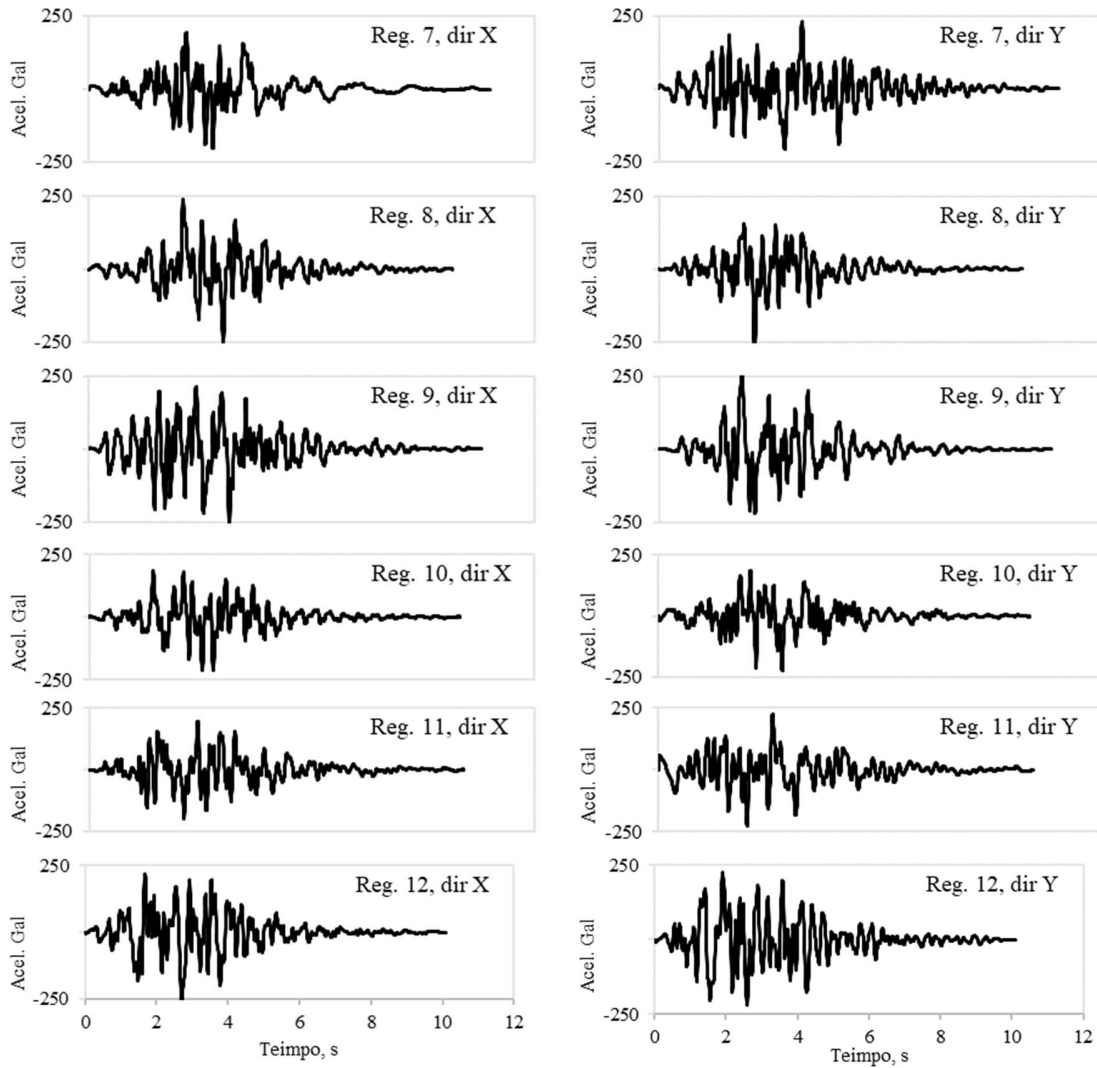 250
Reg. 7, dir X
Acel. Gal
-250
250
Reg. 7, dir Y
Acel. Gal
-250
250
Reg. 8, dir X
Acel. Gal
-250
250
Reg. 8, dir Y
Acel. Gal
-250
250
Reg. 9, dir X
Acel. Gal
-250
250
Reg. 9, dir Y
Acel. Gal
-250
250
Reg. 10, dir X
Acel. Gal
-250
250
Reg. 10, dir Y
Acel. Gal
-250
250
Reg. 11, dir X
Acel. Gal
-250
250
Reg. 11, dir Y
Acel. Gal
-250
250
Reg. 12, dir X
Acel. Gal
-250
0 2 4 6 8 10 12
Teimpo, s
250
Reg. 12, dir Y
Acel. Gal
-250
0 2 4 6 8 10 12
Teimpo, s